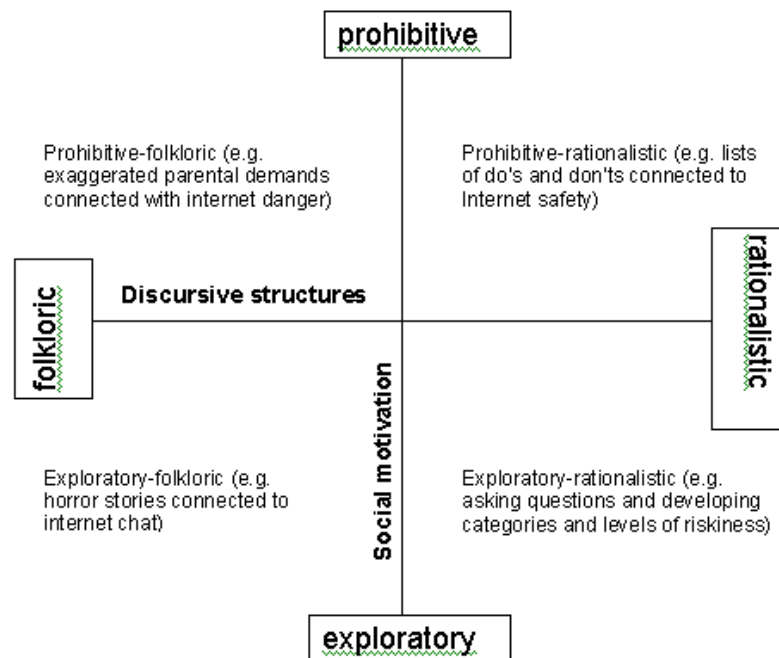 prohibitive
Prohibitive-folkloric (e.g.
exaggerated parental demands
connected with internet danger)
Prohibitive-rationalistic (e.g. lists
of do's and don'ts connected to
Internet safety)
folkloric
Discursive structures
rationalistic
Social motivation
Exploratory-folkloric (e.g.
horror stories connected to
internet chat)
Exploratory-rationalistic (e.g.
asking questions and developing
categories and levels of riskiness)
exploratory